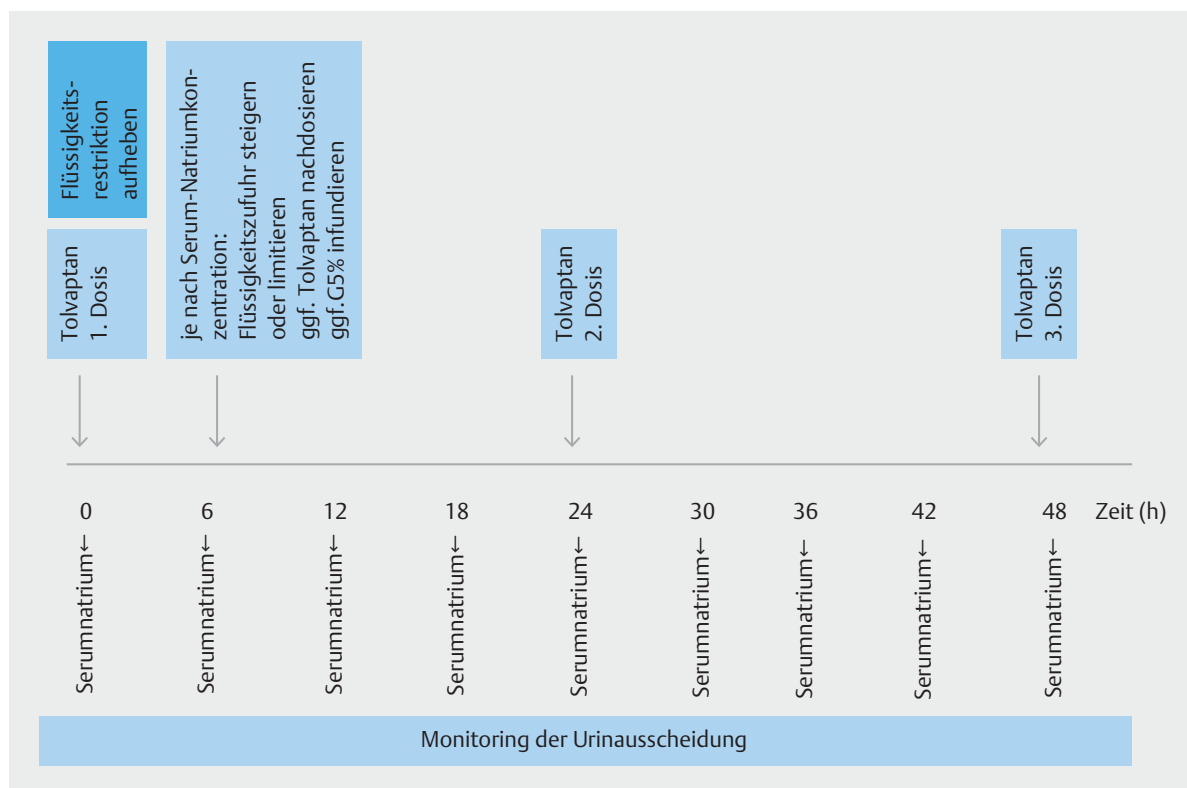 Flüssigkeits-
restriktion
aufheben
Tolvaptan
1. Dosis
je nach Serum-Natriumkon-
zentration:
Flüssigkeitszufuhr steigern
oder limitieren
ggf. Tolvaptan nachdosieren
ggf.G5% infundieren
Tolvaptan
2. Dosis
Tolvaptan
3. Dosis
0 6 12 18 24 30 36 42 48 Zeit (h)
Serumnatrium←
Serumnatrium←
Serumnatrium←
Serumnatrium←
Serumnatrium←
Serumnatrium←
Serumnatrium←
Serumnatrium←
Serumnatrium←
Monitoring der Urinausscheidung